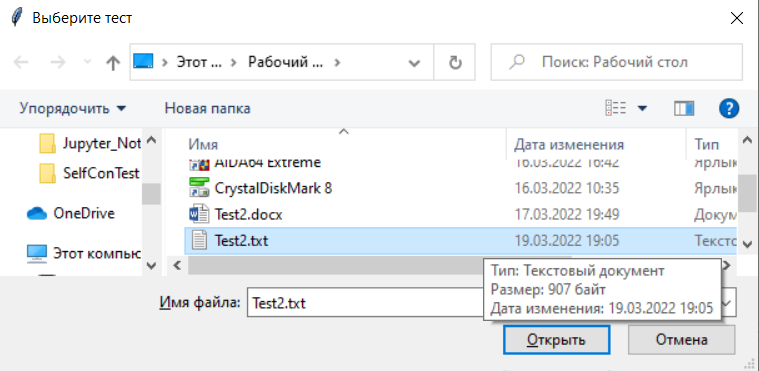 Выберите тест
Этот ... Рабочий ...
Поиск: Рабочий стол
Упорядочить Новая папка
Имя Дата изменения Тип
Jupyter_Not
SelfConTest
OneDrive
Этот компью
AIDA64 Extreme 16.03.2022 16:42 Ярлык
CrystalDiskMark 8 16.03.2022 10:35 Ярлык
Test2.docx 17.03.2022 19:49 Докум
Test2.txt 19.03.2022 19:05 Тексто
Тип: Текстовый документ
Размер: 907 байт
Дата изменения: 19.03.2022 19:05
Имя файла: Test2.txt
Открыть Отмена